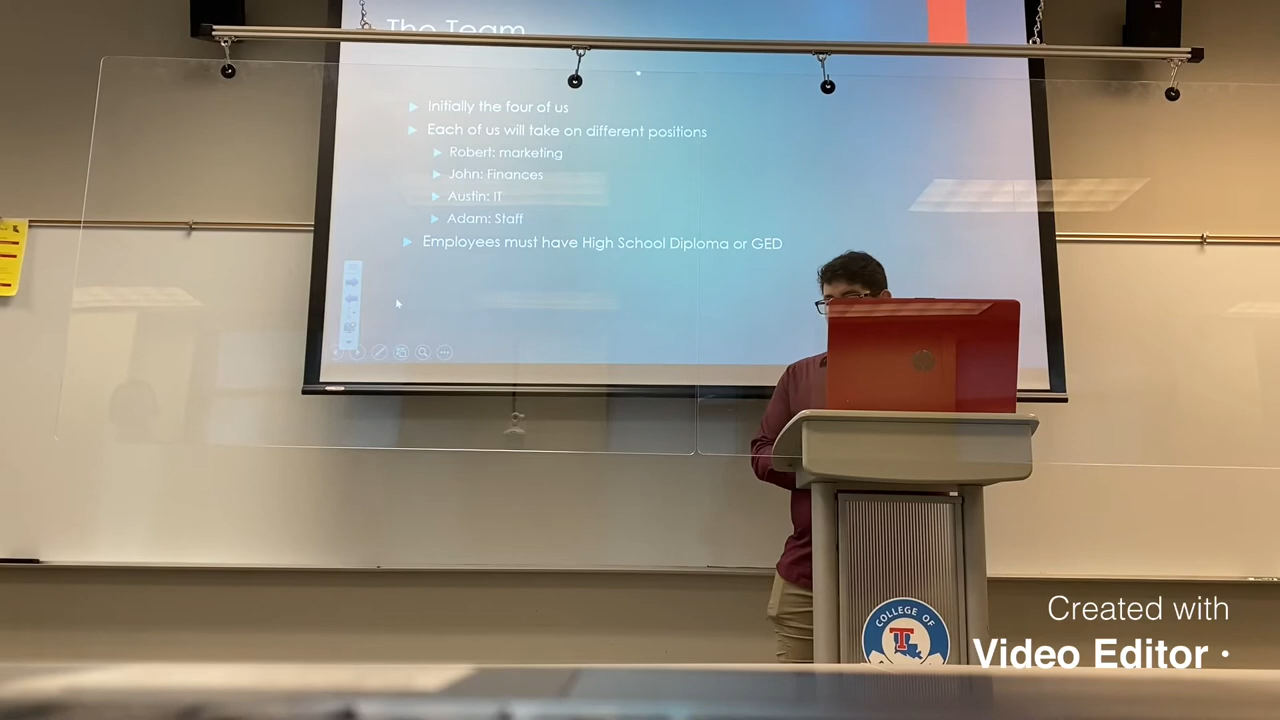 The Team
Initially the four of us
Each of us will take on different positions
Robert: marketing
John: Finances
Austin: IT
Adam: Staff
Employees must have High School Diploma or GED
COLLEGE OF
T
Created with
Video Editor